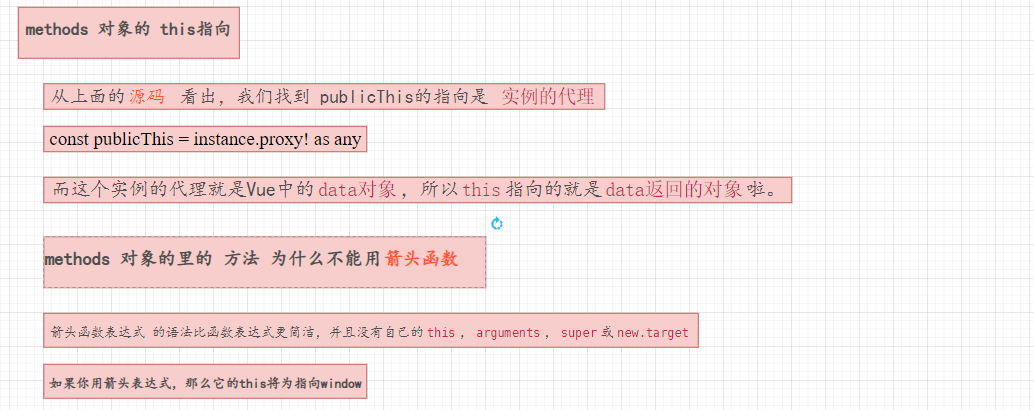 methods 对象的 this指向
从上面的源码 看出，我们找到 publicThis的指向是 实例的代理
const publicThis = instance.proxy! as any
而这个实例的代理就是Vue中的data对象，所以this指向的就是data返回的对象啦。
methods 对象的里的 方法 为什么不能用箭头函数
箭头函数表达式 的语法比函数表达式更简洁，并且没有自己的this，arguments，super或new.target
如果你用箭头表达式，那么它的this将为指向window